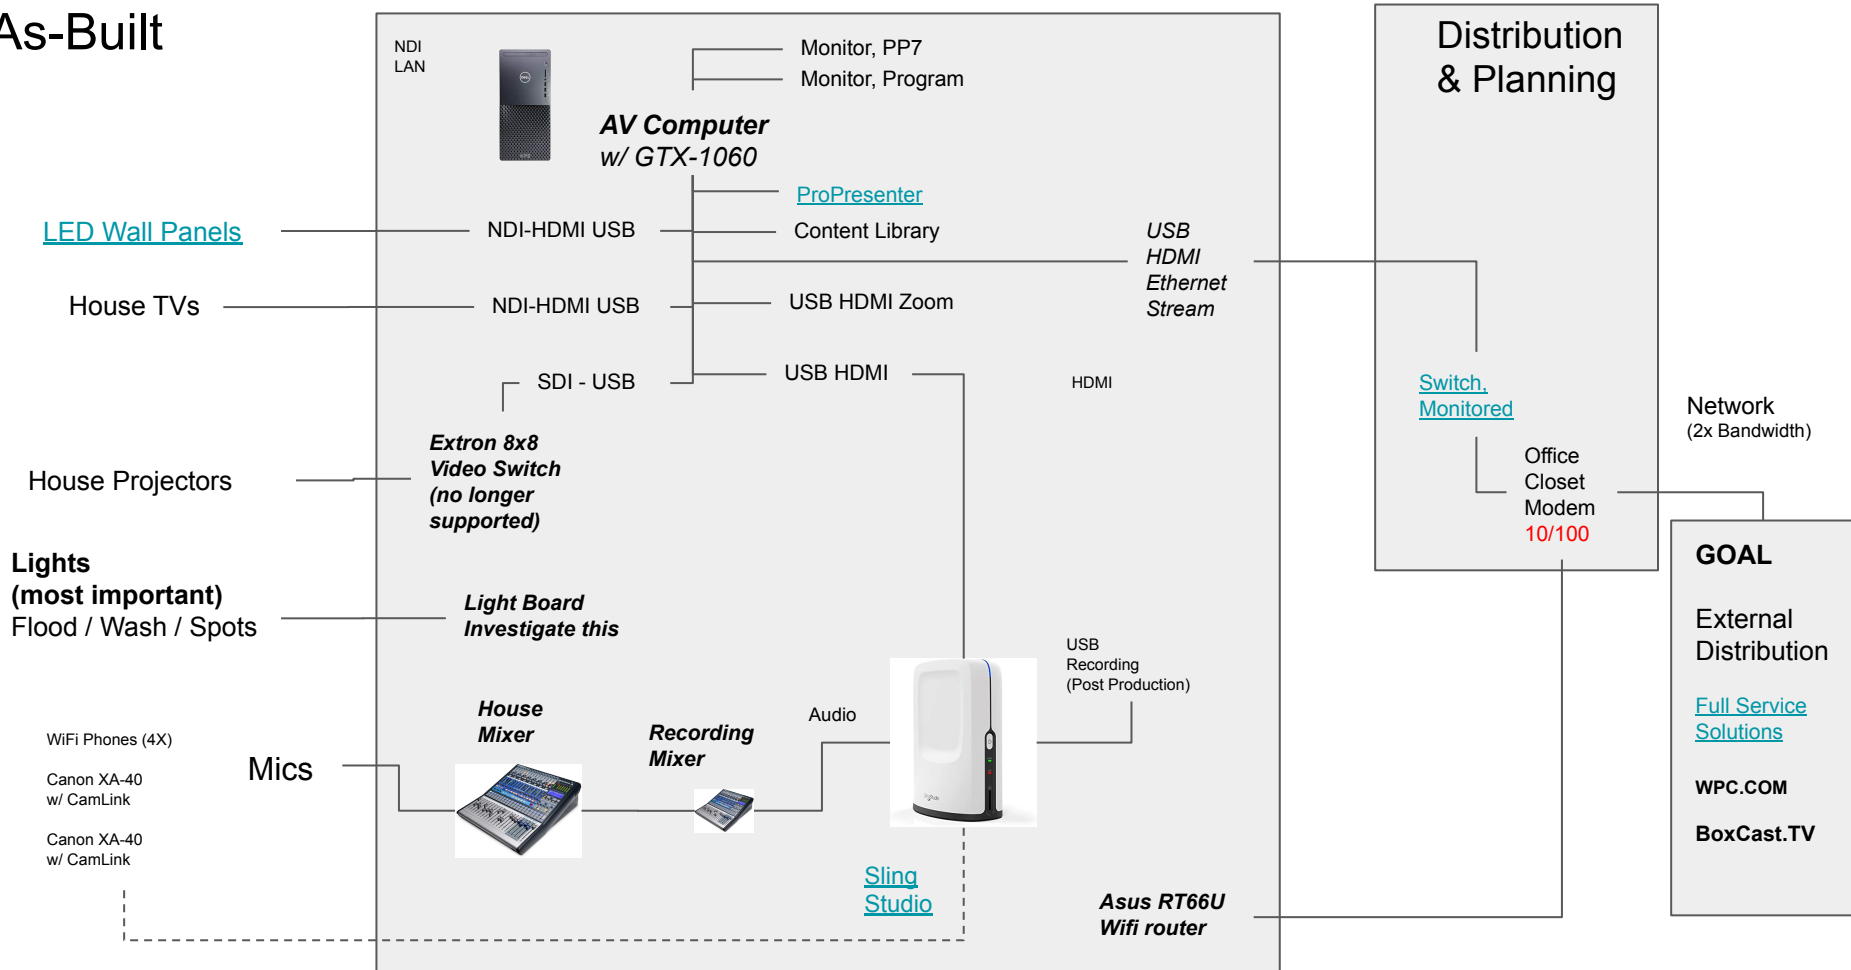 As-Built
NDI
LAN
Monitor, PP7
Monitor, Program
AV Computer
w/ GTX-1060
ProPresenter
Content Library
LED Wall Panels
NDI-HDMI USB
USB
HDMI
Ethernet
Stream
House TVs
NDI-HDMI USB
USB HDMI Zoom
SDI - USB
USB HDMI
HDMI
Extron 8x8
Video Switch
(no longer
supported)
House Projectors
Lights
(most important)
Flood / Wash / Spots
Light Board
Investigate this
USB
Recording
(Post Production)
House
Mixer
Recording
Mixer
Audio
WiFi Phones (4X)
Canon XA-40
w/ CamLink
Canon XA-40
w/ CamLink
Mics
Sling
Studio
Asus RT66U
Wifi router
Distribution
& Planning
Switch,
Monitored
Office
Closet
Modem
10/100
Network
(2x Bandwidth)
GOAL
External
Distribution
Full Service
Solutions
WPC.COM
BoxCast.TV